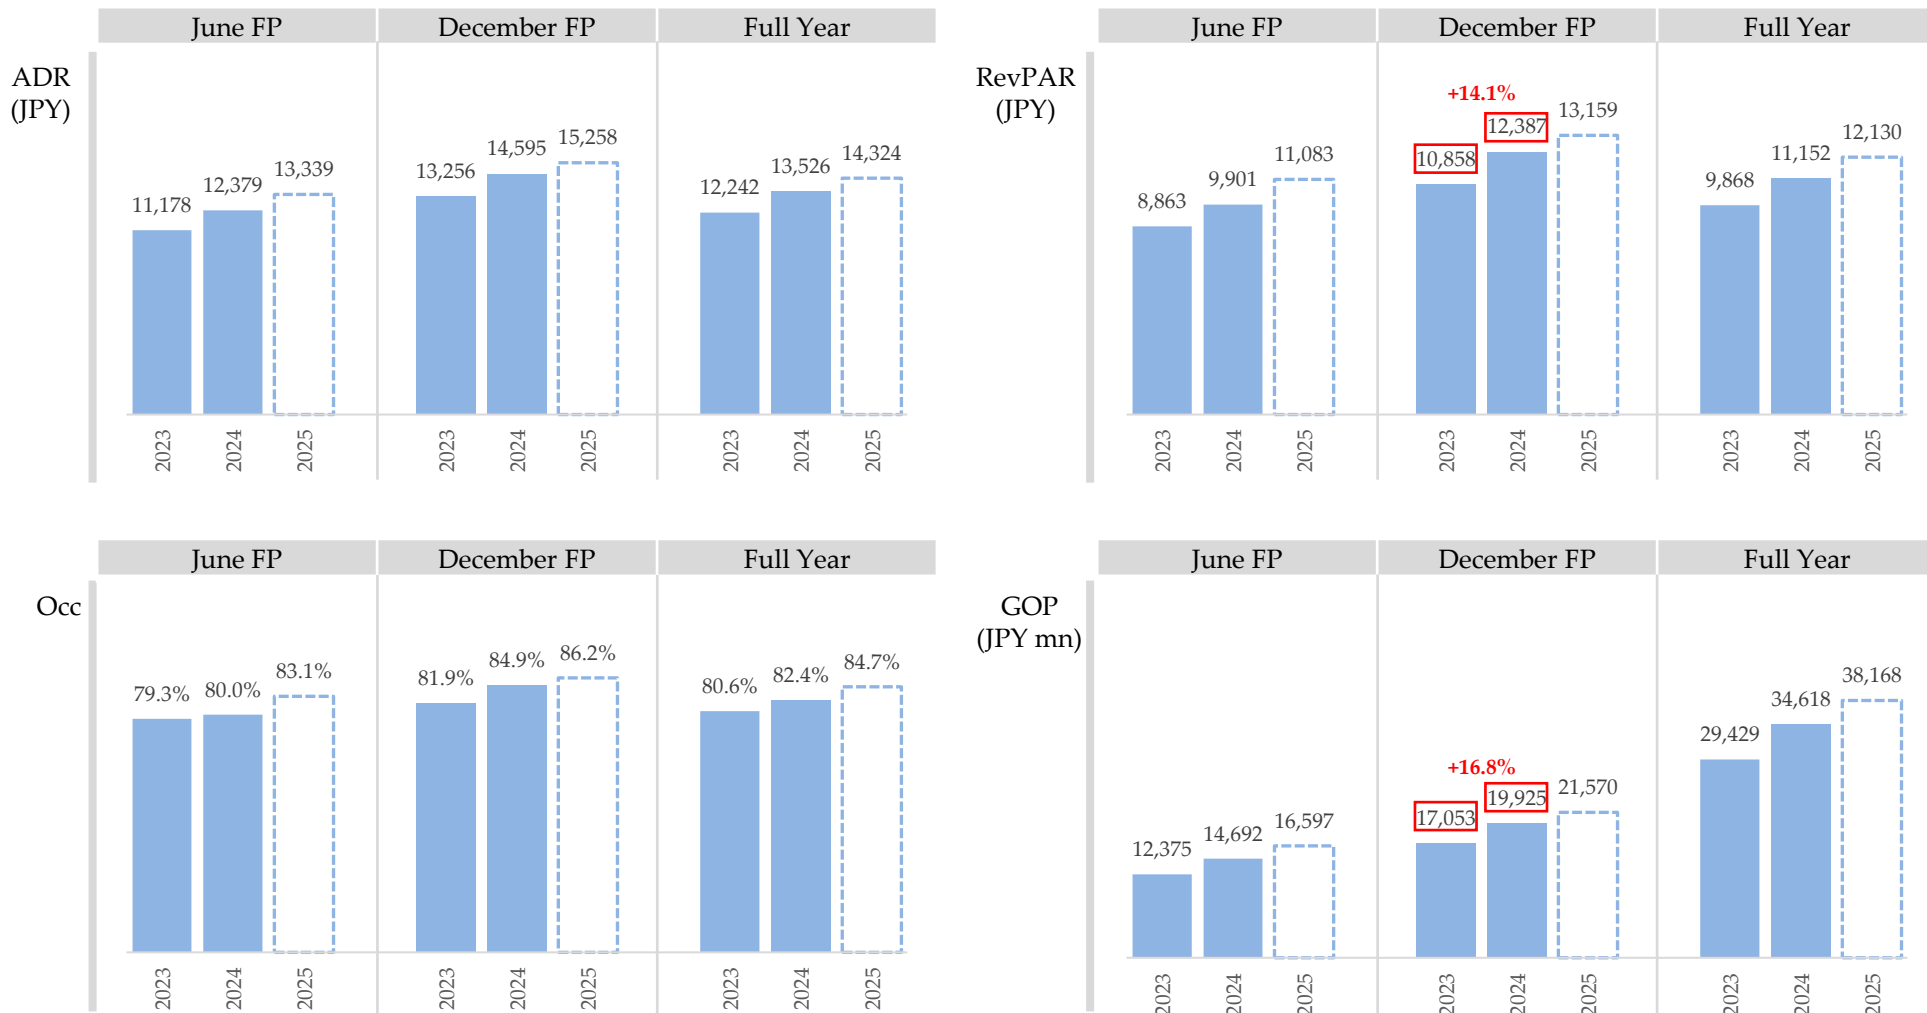 June FP December FP Full Year
ADR
(JPY)
11,178 12,379 13,339 13,256 14,595 15,258 12,242 13,526 14,324
2023 2024 2025 2023 2024 2025 2023 2024 2025
June FP December FP Full Year
RevPAR
(JPY)
+14.1%
8,863 9,901 11,083 10,858 12,387 13,159 9,868 11,152 12,130
2023 2024 2025 2023 2024 2025 2023 2024 2025
June FP December FP Full Year
Occ
79.3% 80.0% 83.1% 81.9% 84.9% 86.2% 80.6% 82.4% 84.7%
2023 2024 2025 2023 2024 2025 2023 2024 2025
June FP December FP Full Year
GOP
(JPY mn)
+16.8%
12,375 14,692 16,597 17,053 19,925 21,570 29,429 34,618 38,168
2023 2024 2025 2023 2024 2025 2023 2024 2025